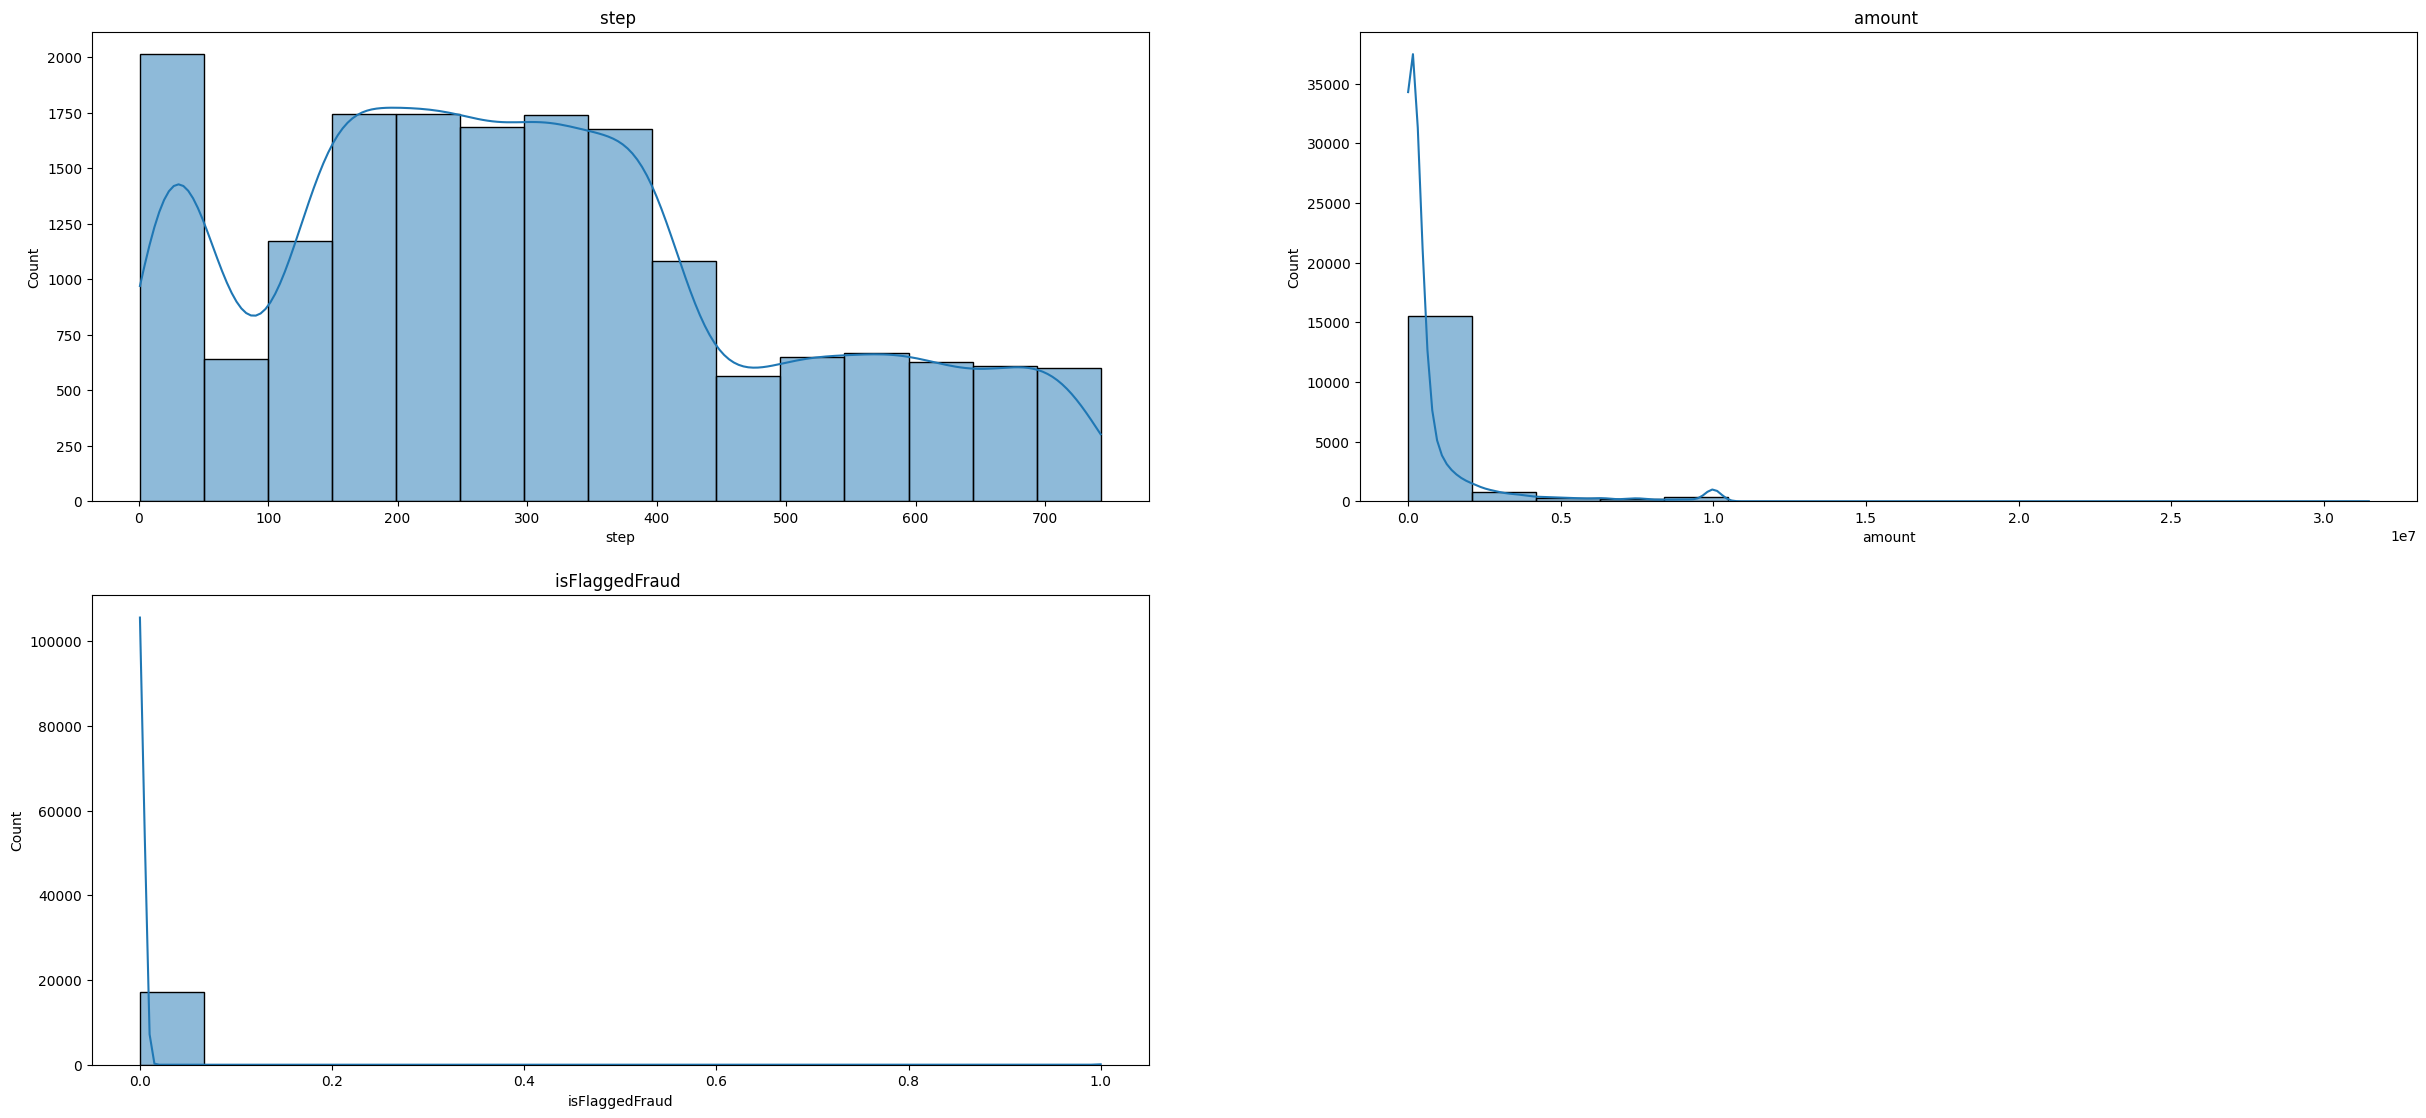 step
2000
1750
1500
1250
1000
750
500
250
0
Count
0 100 200 300 400 500 600 700
step
amount
35000
30000
25000
20000
15000
10000
5000
0
Count
0.0 0.5 1.0 1.5 2.0 2.5 3.0
1e7
amount
isFlaggedFraud
100000
80000
60000
40000
20000
0
Count
0.0 0.2 0.4 0.6 0.8 1.0
isFlaggedFraud